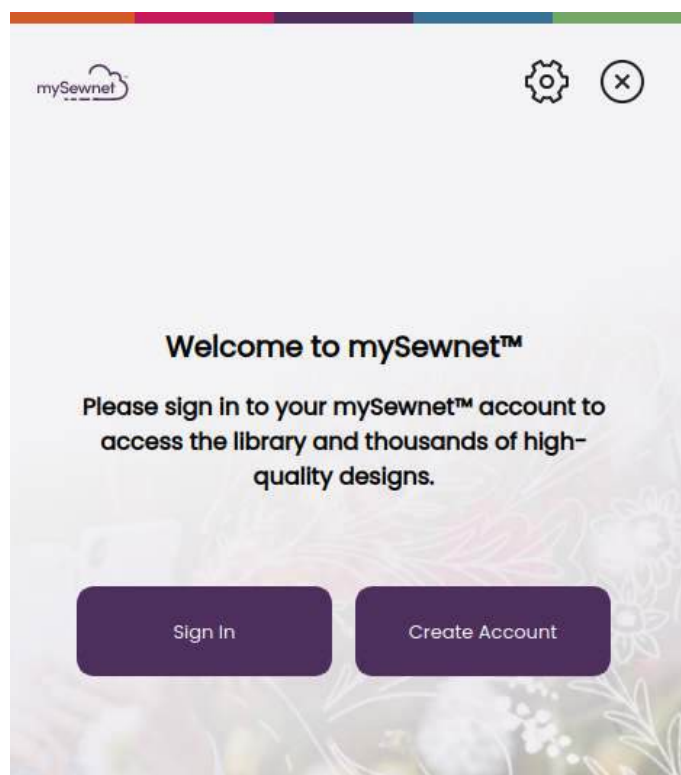 mySewnet™
Welcome to mySewnet™
Please sign in to your mySewnet™ account to
access the library and thousands of high-
quality designs.
Sign In
Create Account